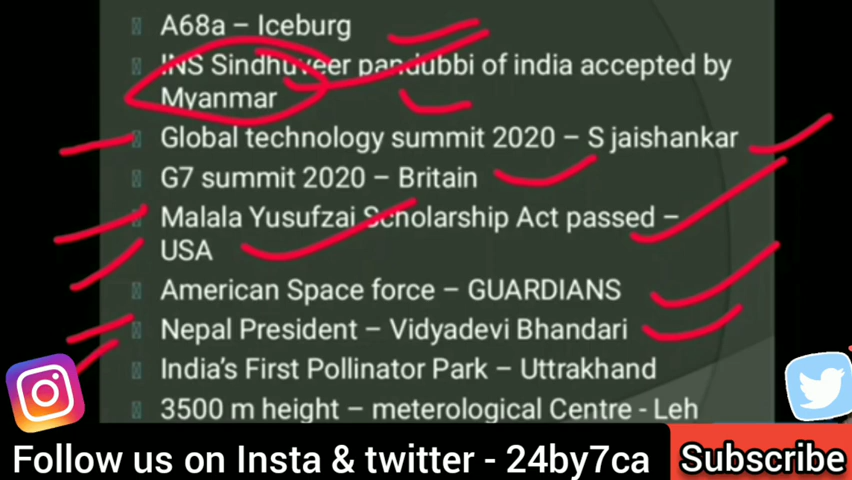 A68a – Iceburg
INS Sindhuveer pandubbi of india accepted by
Myanmar
Global technology summit 2020 – S jaishankar
G7 summit 2020 – Britain
Malala Yusufzai Scholarship Act passed –
USA
American Space force – GUARDIANS
Nepal President – Vidyadevi Bhandari
India’s First Pollinator Park – Uttrakhand
3500 m height – meterological Centre - Leh
Follow us on Insta & twitter - 24by7ca
Subscribe